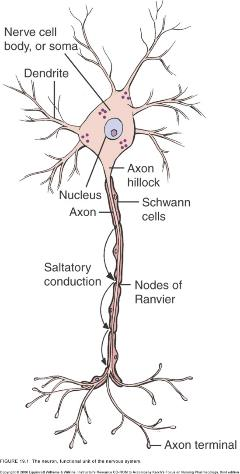 Nerve cell
body, or soma
Dendrite
Axon
hillock
Nucleus
Axon
Schwann
cells
Saltatory
conduction
Nodes of
Ranvier
Axon terminal
FIGURE 19.1 The neuron, functional unit of the nervous system.